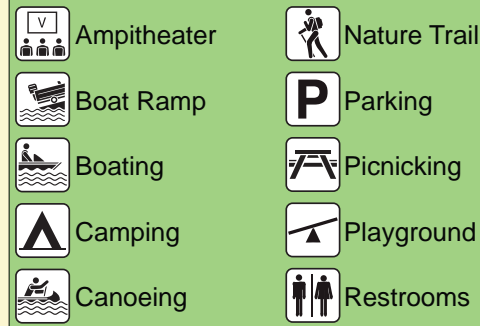 V
Ampitheater
Boat Ramp
Boating
Camping
Canoeing
Nature Trail
P
Parking
Picnicking
Playground
Restrooms